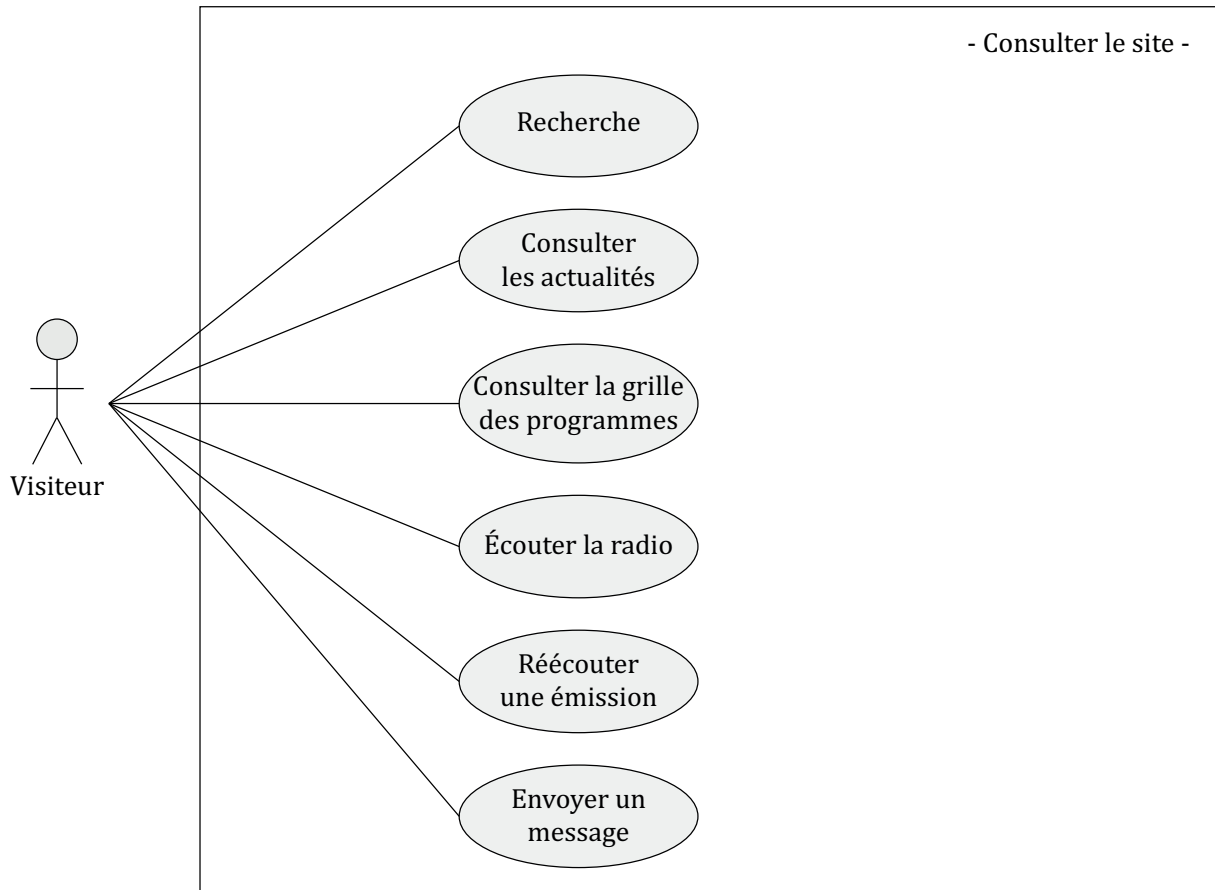 - Consulter le site -
Recherche
Consulter
les actualités
Consulter la grille
des programmes
Visiteur
Écouter la radio
Réécouter
une émission
Envoyer un
message